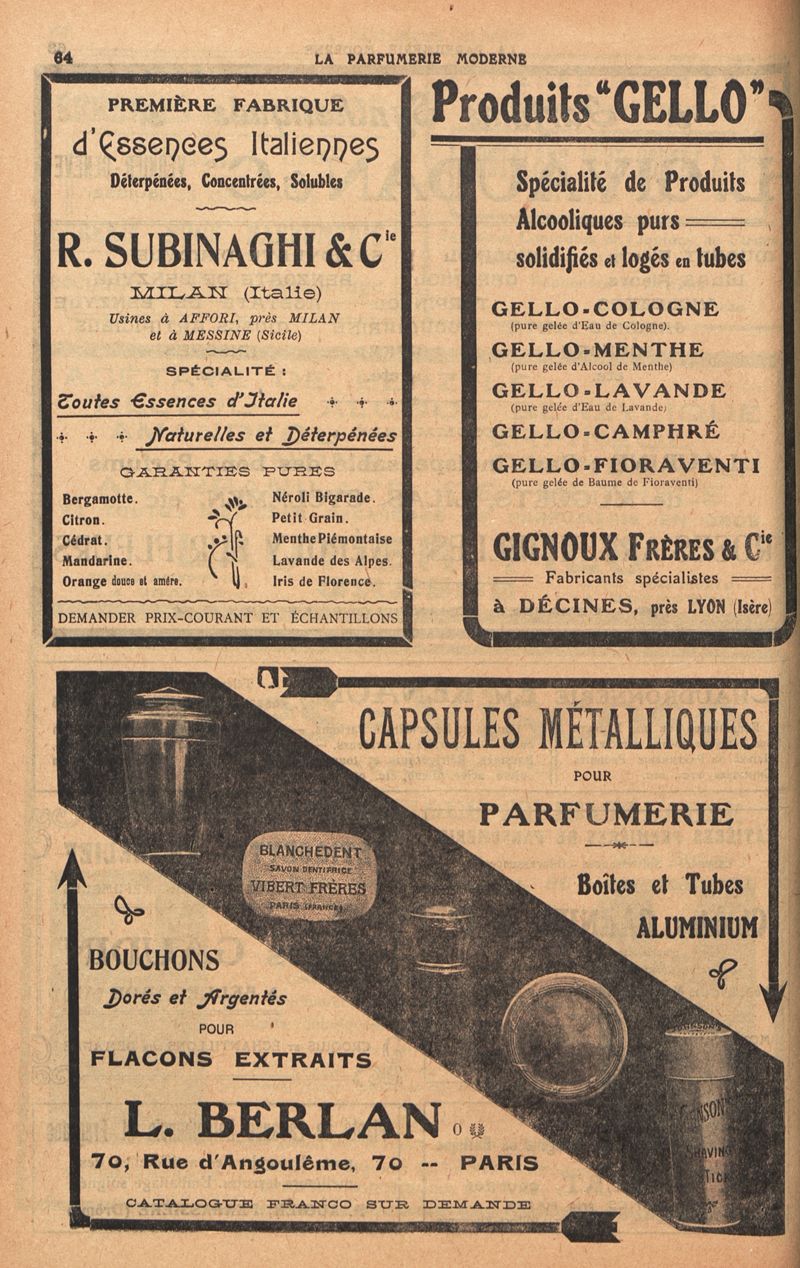 64
LA PARFUMERIE MODERNE
PREMIÈRE FABRIQUE
d'Essences Italiennes
Déterpénées, Concentrées, Solubles
R. SUBINAGHI & Cie
MILAN (Italie)
Usines à AFFORI, près MILAN
et à MESSINE (Sicile)
SPÉCIALITÉ :
Toutes Essences d'Italie
Naturelles et Déterpénées
GARANTIES PURES
Bergamotte.
Citron.
Cédrat.
Mandarine.
Orange douce et amère.
Néroli Bigarade.
Petit Grain.
Menthe Piémontaise
Lavande des Alpes.
Iris de Florence.
DEMANDER PRIX-COURANT ET ÉCHANTILLONS
Produits "GELLO"
Spécialité de Produits
Alcooliques purs
solidifiés et logés en tubes
GELLO-COLOGNE
(pure gelée d'Eau de Cologne).
GELLO-MENTHE
(pure gelée d'Alcool de Menthe)
GELLO-LAVANDE
(pure gelée d'Eau de Lavande)
GELLO-CAMPHRÉ
GELLO-FIORAVENTI
(pure gelée de Baume de Fioraventi)
GIGNOUX FRÈRES & Cie
Fabricants spécialistes
à DÉCINES, près LYON (Isère)
CAPSULES MÉTALLIQUES
POUR
PARFUMERIE
Boîtes et Tubes
ALUMINIUM
BLANCHEDENT
SAVON DENTIFRICE
VIBERT FRÈRES
PARIS (FRANCE)
BOUCHONS
Dorés et Argentés
POUR
FLACONS EXTRAITS
L. BERLAN
70, Rue d'Angoulême, 70 -- PARIS
CATALOGUE FRANCO SUR DEMANDE
SHAVING
STICK